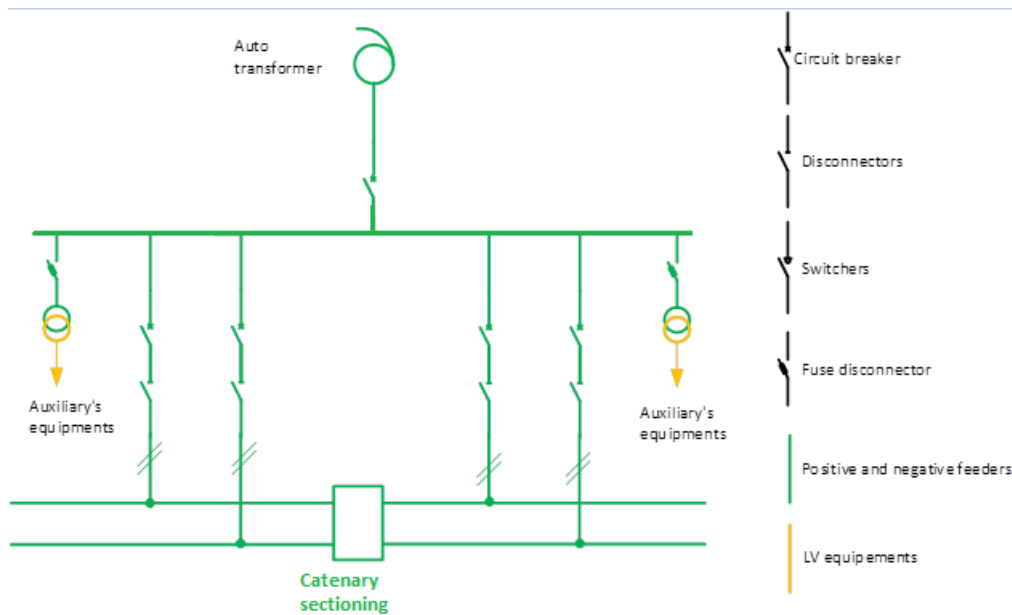 Auto
transformer
Auxiliary's
equipments
Auxiliary's
equipments
Catenary
sectioning
Circuit breaker
Disconnectors
Switchers
Fuse disconnector
Positive and negative feeders
LV equipements